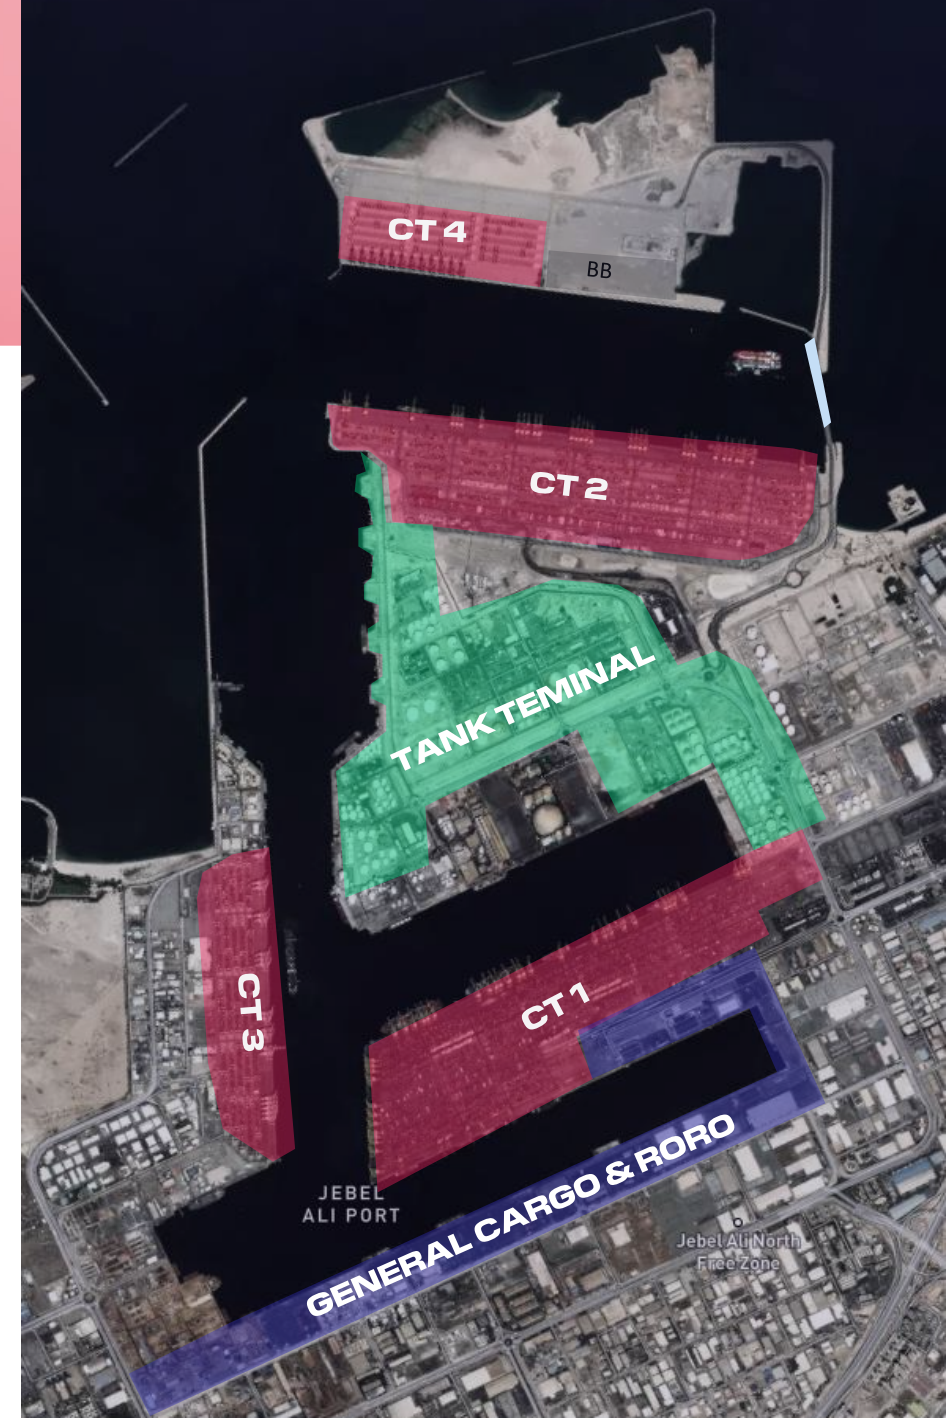 CT 4
BB
CT 2
TANK TEMINAL
CT 3
CT 1
JEBEL
ALI PORT
GENERAL CARGO & RORO
Jebel Ali North
Free Zone